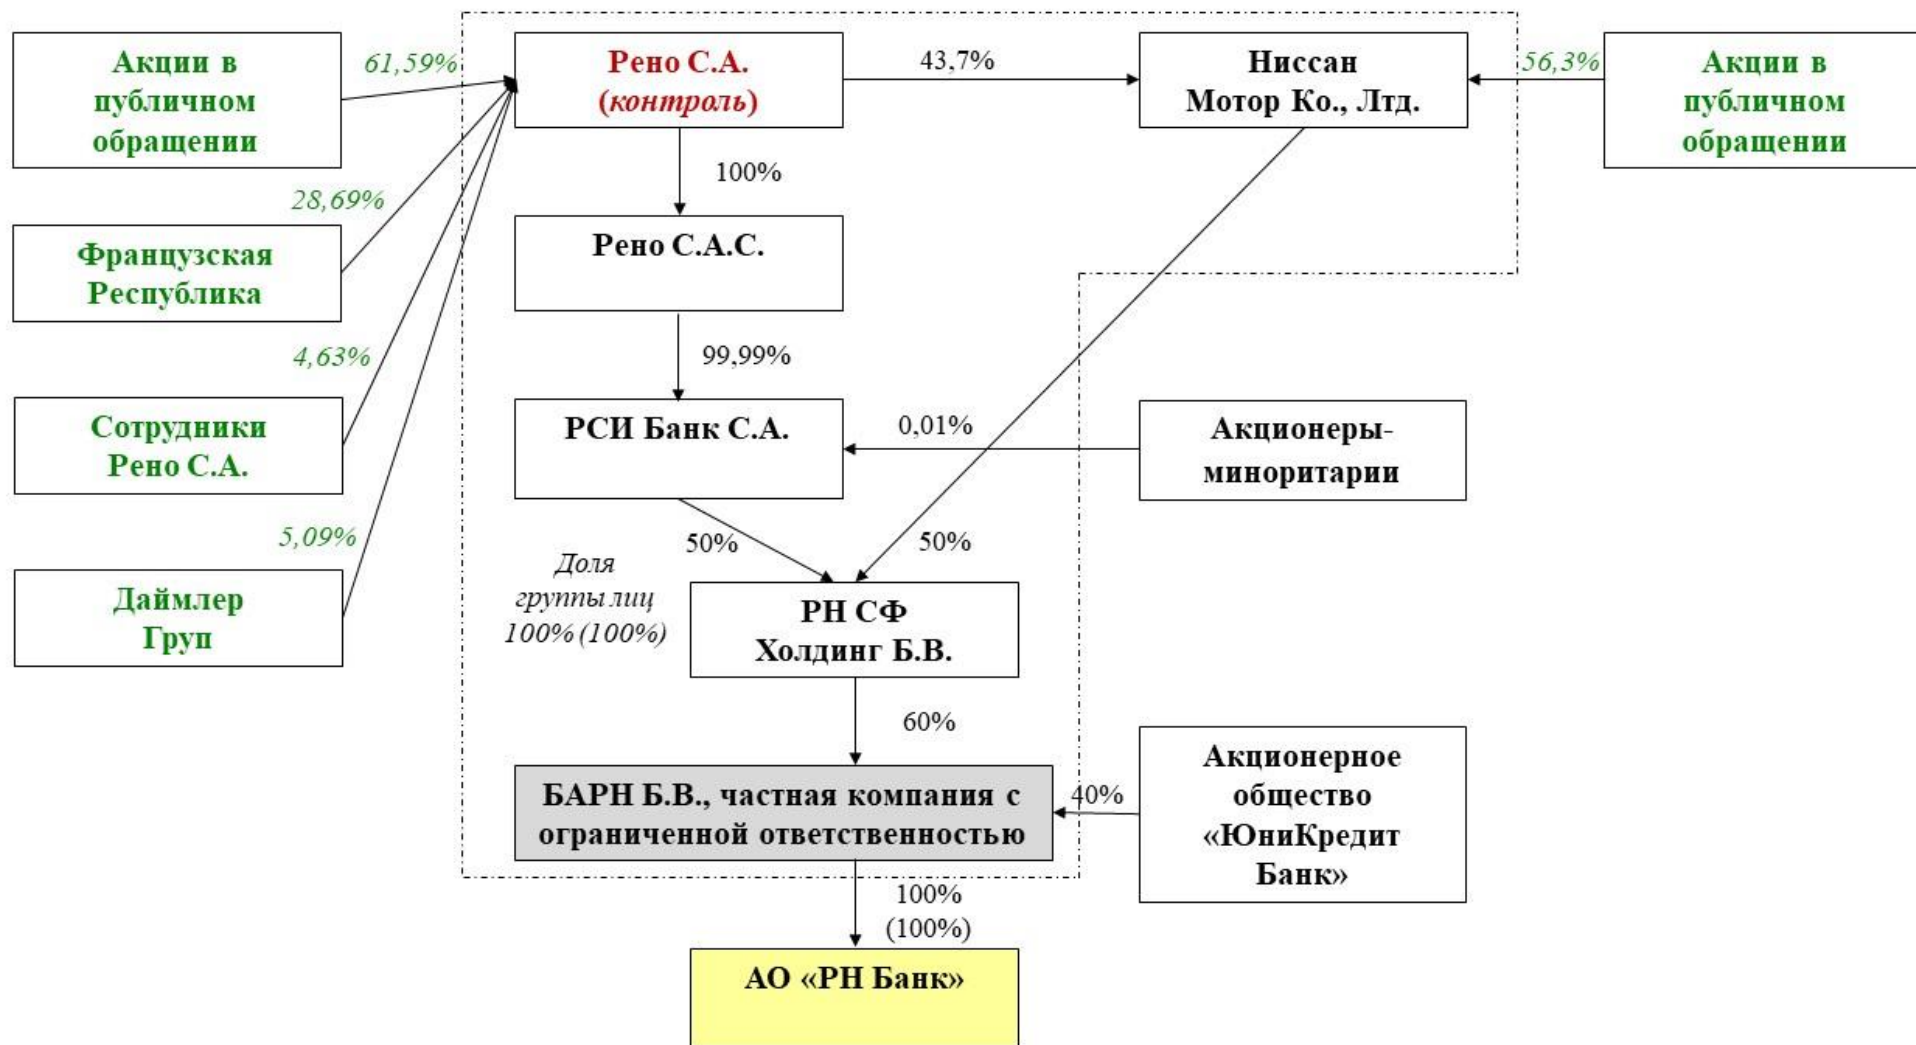 Акции в
публичном
обращении
61,59%
Рено С.А.
(контроль)
43,7%
Ниссан
Мотор Ко., Лтд.
56,3%
Акции в
публичном
обращении
100%
28,69%
Французская
Республика
Рено С.А.С.
4,63%
99,99%
Сотрудники
Рено С.А.
РСИ Банк С.А.
0,01%
Акционеры-
миноритарии
5,09%
50%
50%
Доля
группы лиц
100% (100%)
Даймлер
Груп
РН СФ
Холдинг Б.В.
60%
БАРН Б.В., частная компания с
ограниченной ответственностью
40%
Акционерное
общество
«ЮниКредит
Банк»
100%
(100%)
АО «РН Банк»